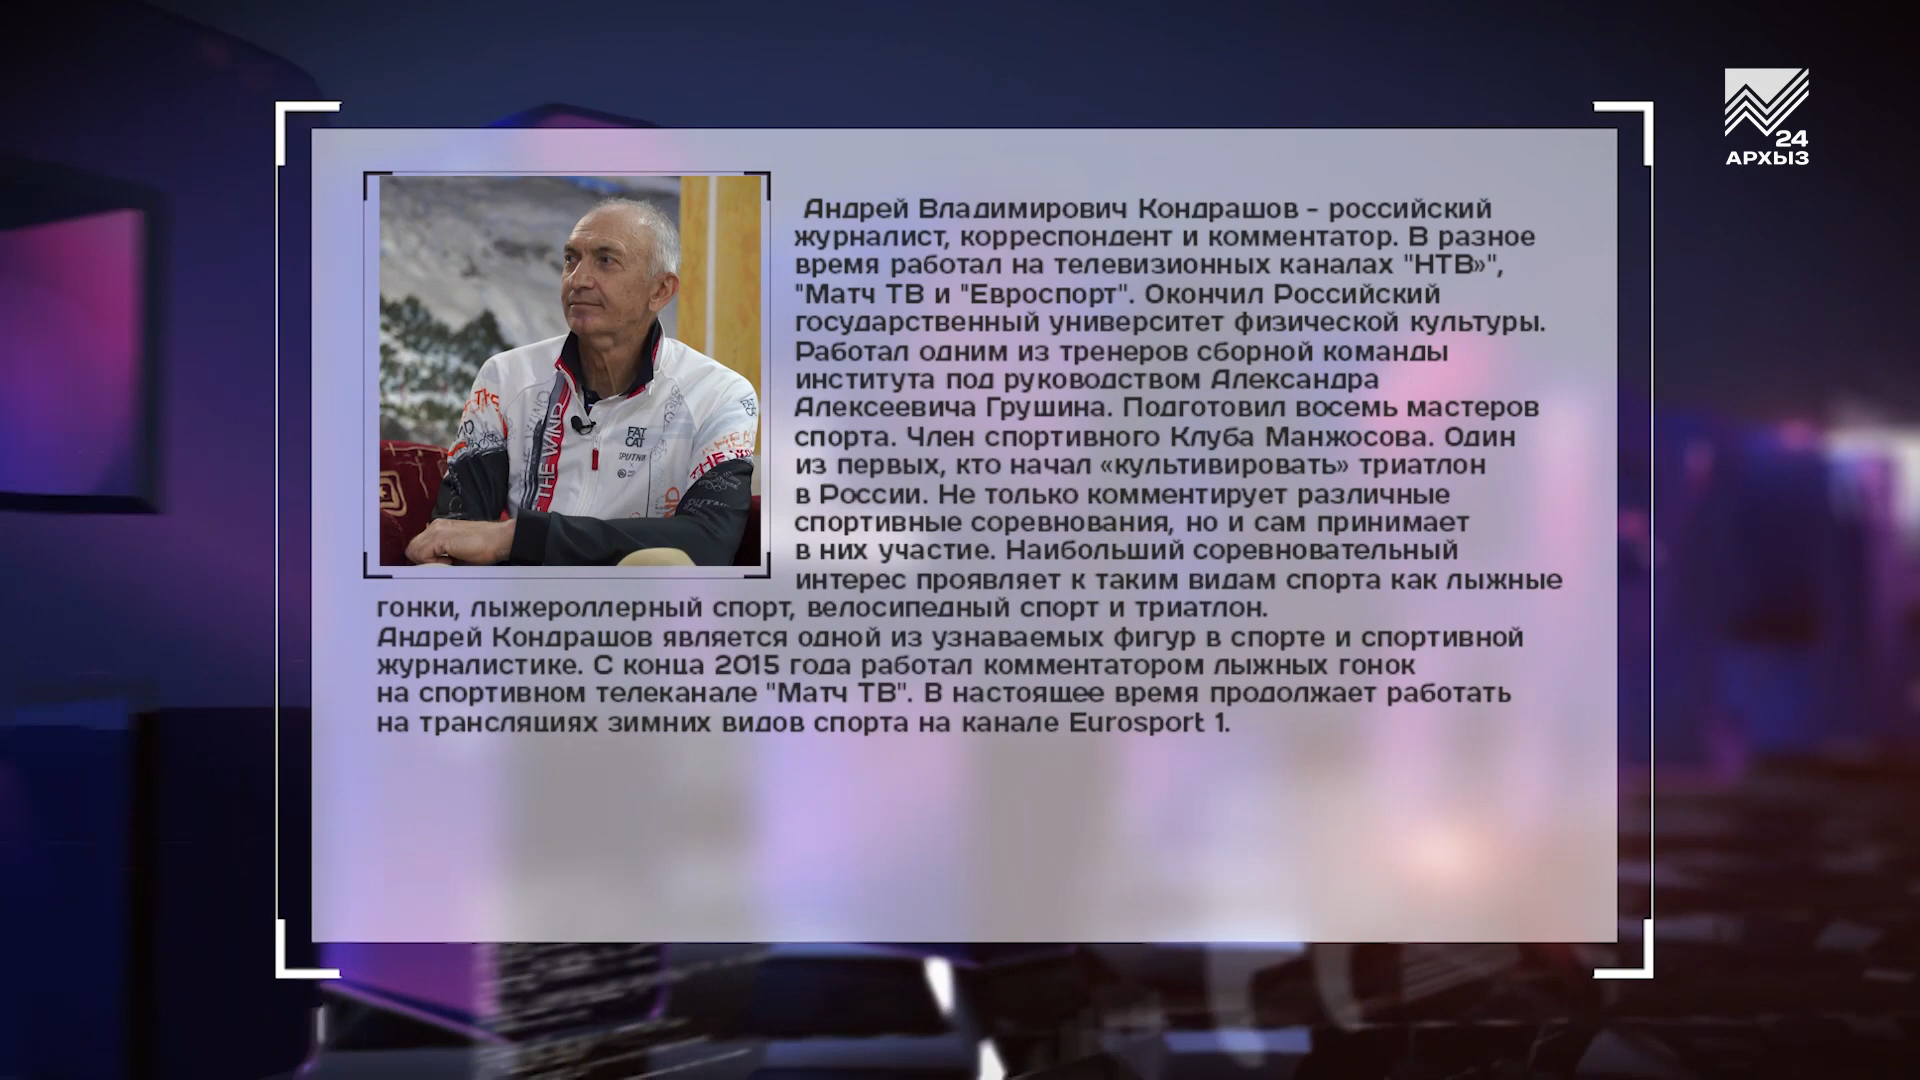 24
АРХЫЗ
Андрей Владимирович Кондрашов – российский
журналист, корреспондент и комментатор. В разное
время работал на телевизионных каналах "НТВ»",
"Матч ТВ и "Евроспорт". Окончил Российский
государственный университет физической культуры.
Работал одним из тренеров сборной команды
института под руководством Александра
Алексеевича Грушина. Подготовил восемь мастеров
спорта. Член спортивного Клуба Манжосова. Один
из первых, кто начал «культивировать» триатлон
в России. Не только комментирует различные
спортивные соревнования, но и сам принимает
в них участие. Наибольший соревновательный
интерес проявляет к таким видам спорта как лыжные
гонки, лыжероллерный спорт, велосипедный спорт и триатлон.
Андрей Кондрашов является одной из узнаваемых фигур в спорте и спортивной
журналистике. С конца 2015 года работал комментатором лыжных гонок
на спортивном телеканале "Матч ТВ". В настоящее время продолжает работать
на трансляциях зимних видов спорта на канале Eurosport 1.
FAT
CAT
SPUTNIK
THE WIND